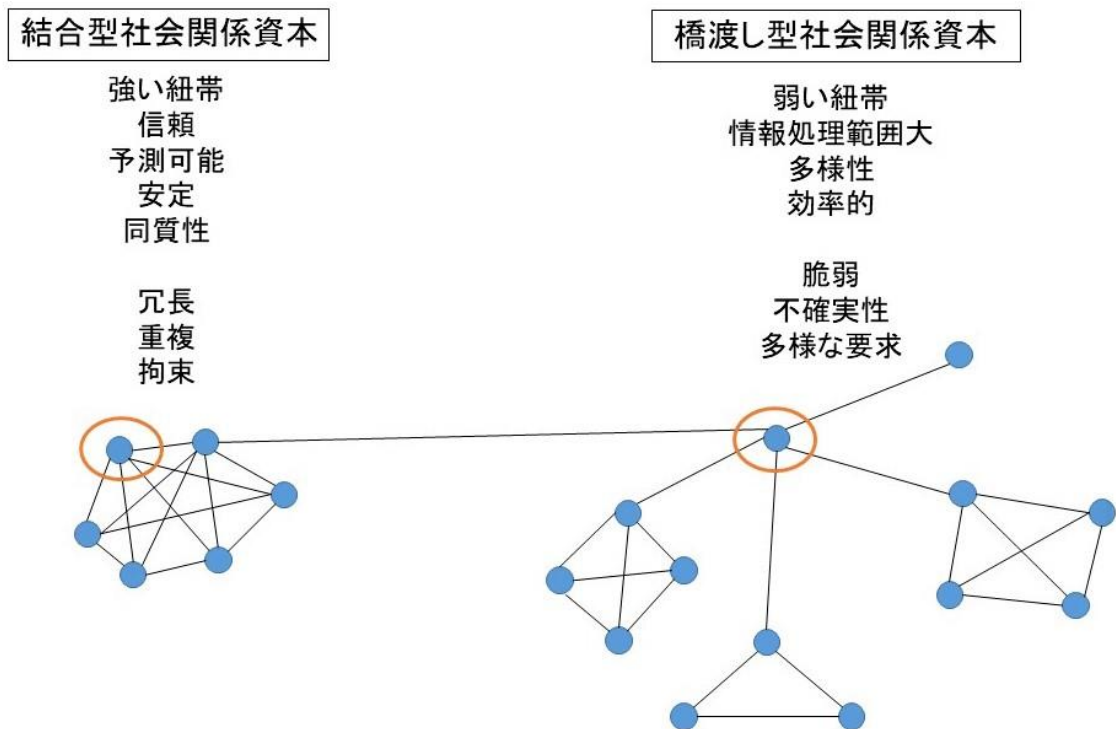 結合型社会関係資本
強い紐帯
信頼
予測可能
安定
同質性
冗長
重複
拘束
橋渡し型社会関係資本
弱い紐帯
情報処理範囲大
多様性
効率的
脆弱
不確実性
多様な要求